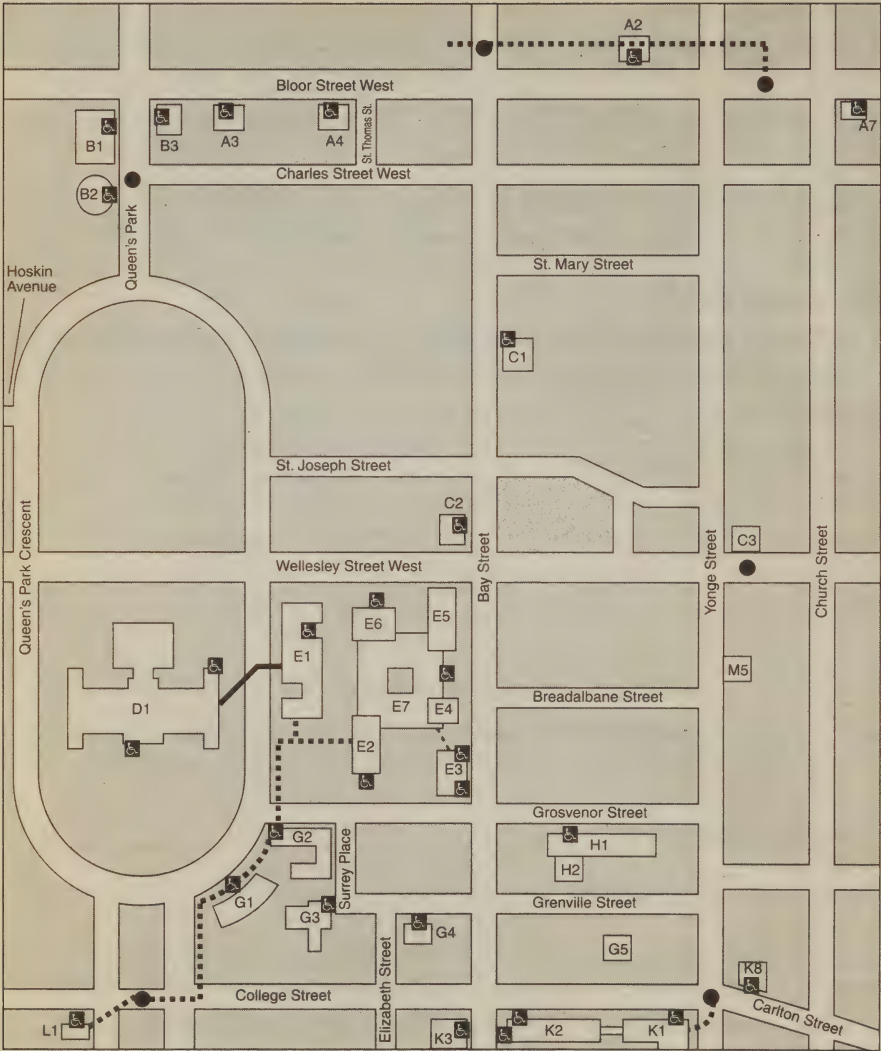 A2
Bloor Street West
B1
B3
A3
A4
St. Thomas St.
A7
Charles Street West
B2
Queen's Park
Hoskin
Avenue
St. Mary Street
C1
St. Joseph Street
C2
Queen's Park Crescent
Bay Street
Yonge Street
C3
Church Street
Wellesley Street West
E6
E5
E1
M5
D1
E7
E4
Breadalbane Street
E2
E3
Grosvenor Street
G2
H1
Surrey Place
H2
G1
G3
Grenville Street
G4
G5
Elizabeth Street
K8
College Street
Carlton Street
L1
K3
K2
K1